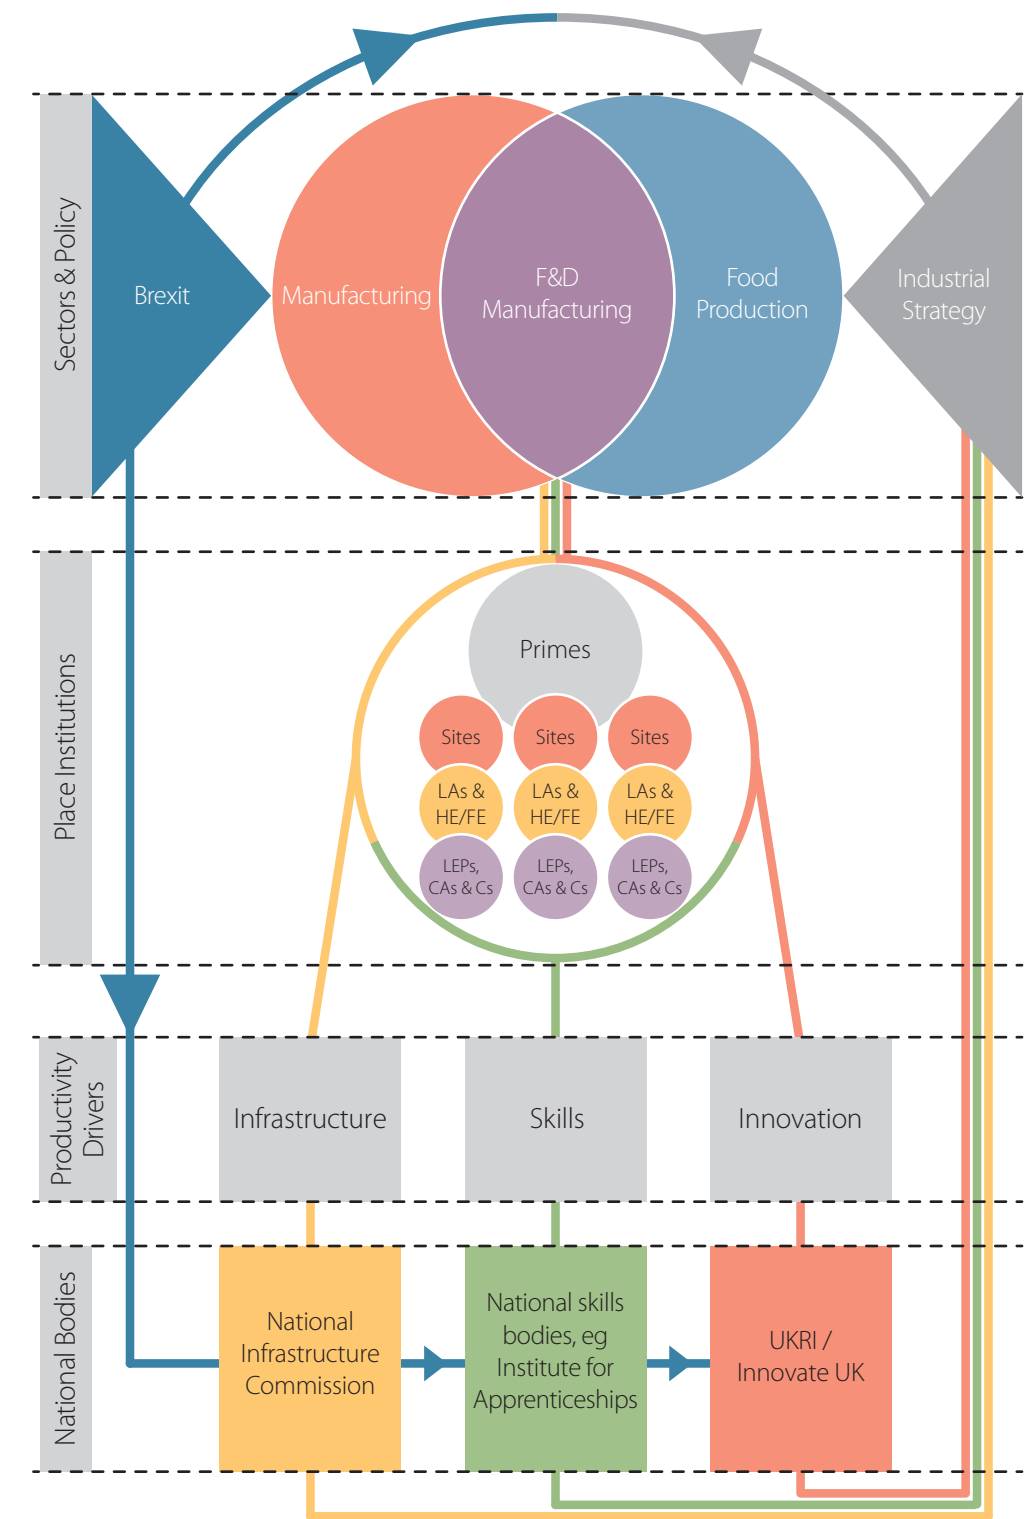 Sectors & Policy
Brexit
Manufacturing
F&D
Manufacturing
Food
Production
Industrial
Strategy
Place Institutions
Primes
Sites
Sites
Sites
LAs &
HE/FE
LAs &
HE/FE
LAs &
HE/FE
LEPs,
CAs & Cs
LEPs,
CAs & Cs
LEPs,
CAs & Cs
Productivity
Drivers
Infrastructure
Skills
Innovation
National Bodies
National
Infrastructure
Commission
National skills
bodies, eg
Institute for
Apprenticeships
UKRI /
Innovate UK